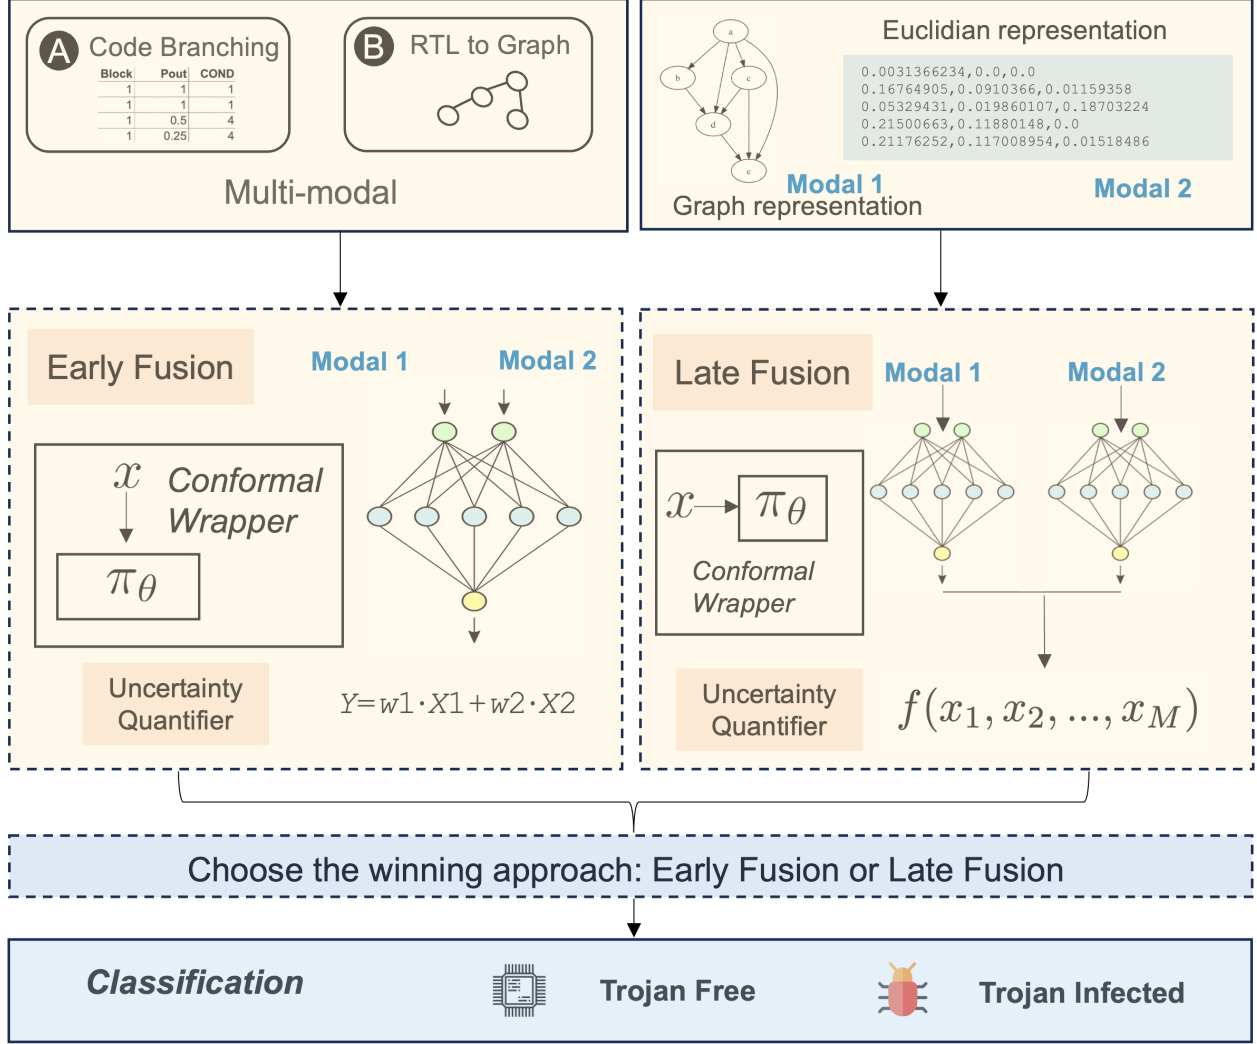 A Code Branching
Block Pout COND
1 1 1
1 1 1
1 0.5 4
1 0.25 4
B RTL to Graph
Multi-modal
a
b c
d
e
Modal 1
Graph representation
Euclidian representation
0.0031366234,0.0,0.0
0.16764905,0.0910366,0.01159358
0.05329431,0.019860107,0.18703224
0.21500663,0.11880148,0.0
0.21176252,0.117008954,0.01518486
Modal 2
Early Fusion
Modal 1 Modal 2
x Conformal
Wrapper
πθ
Uncertainty
Quantifier
Y=w1·X1+w2·X2
Late Fusion
Modal 1 Modal 2
x πθ
Conformal
Wrapper
Uncertainty
Quantifier
f(x1, x2, ..., xM)
Choose the winning approach: Early Fusion or Late Fusion
Classification Trojan Free Trojan Infected